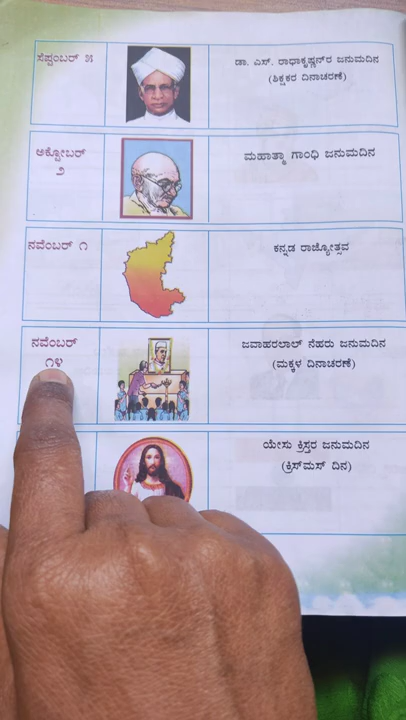 ಸೆಪ್ಟಂಬರ್ ೫
ಡಾ. ಎಸ್. ರಾಧಾಕೃಷ್ಣನ್‌ರ ಜನುಮದಿನ
(ಶಿಕ್ಷಕರ ದಿನಾಚರಣೆ)
ಅಕ್ಟೋಬರ್
೨
ಮಹಾತ್ಮಾ ಗಾಂಧಿ ಜನುಮದಿನ
ನವೆಂಬರ್ ೧
ಕನ್ನಡ ರಾಜ್ಯೋತ್ಸವ
ನವೆಂಬರ್
೧೪
ಜವಾಹರಲಾಲ್ ನೆಹರು ಜನುಮದಿನ
(ಮಕ್ಕಳ ದಿನಾಚರಣೆ)
ಯೇಸು ಕ್ರಿಸ್ತರ ಜನುಮದಿನ
(ಕ್ರಿಸ್‌ಮಸ್ ದಿನ)